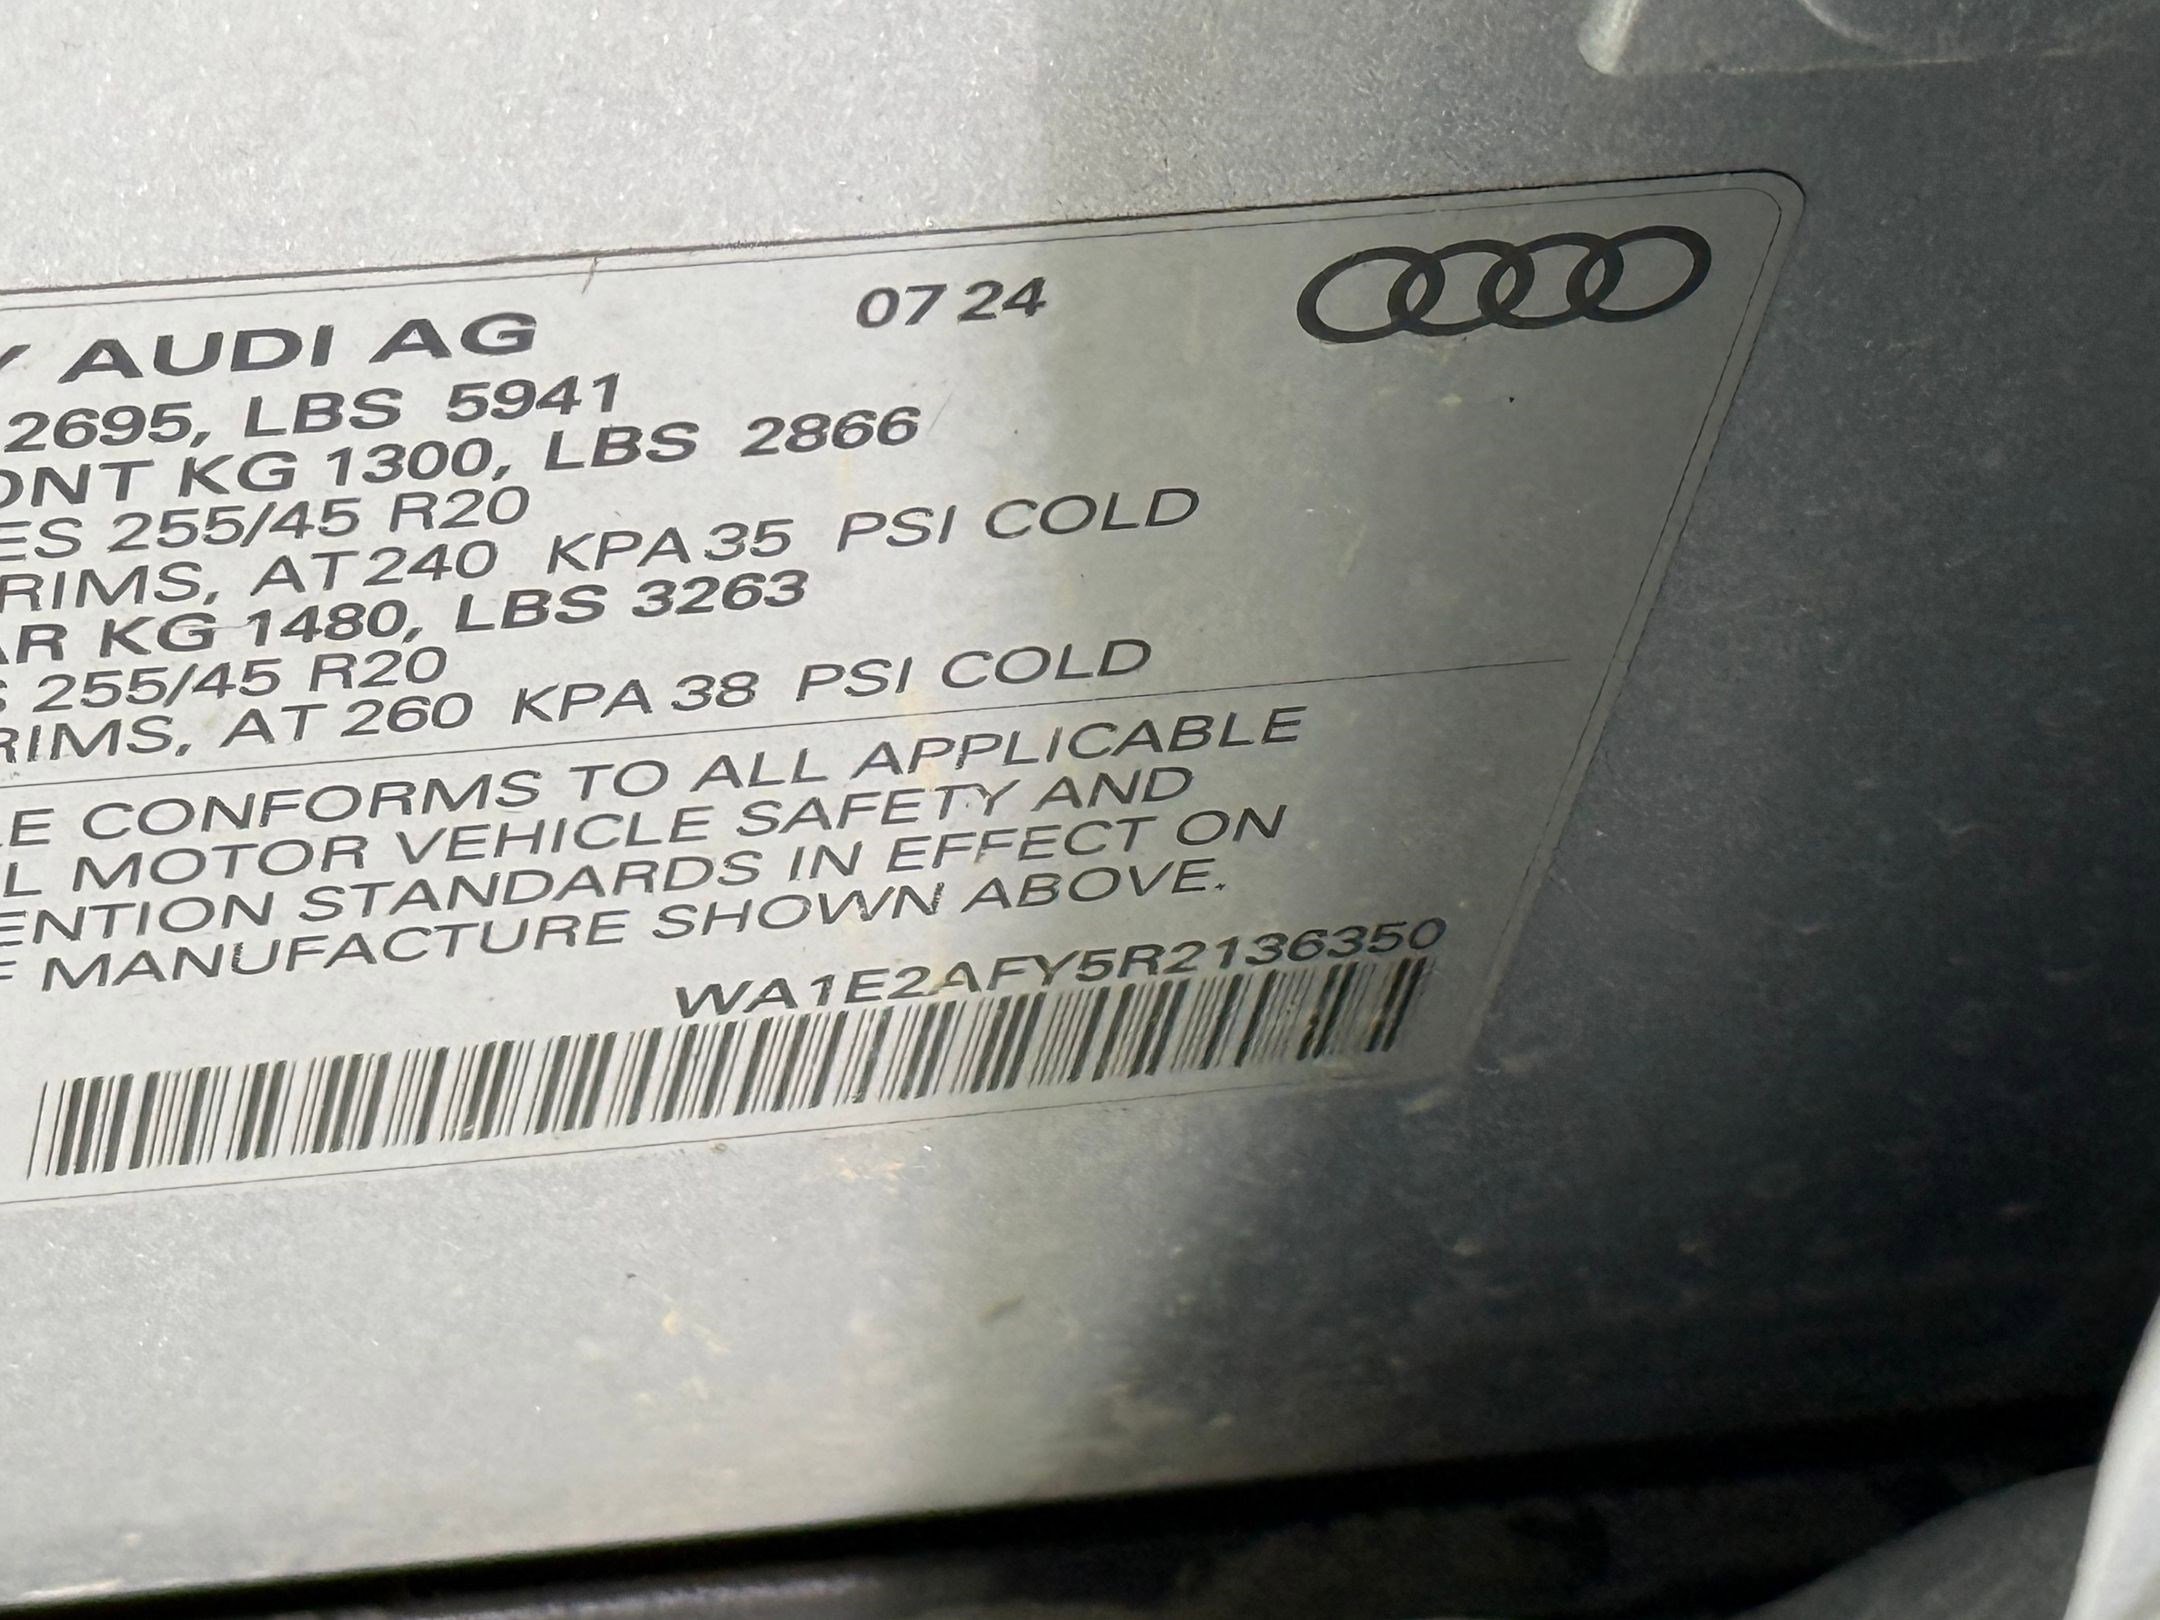 Y AUDI AG 07 24
2695, LBS 5941
ONT KG 1300, LBS 2866
ES 255/45 R20
RIMS, AT 240 KPA 35 PSI COLD
AR KG 1480, LBS 3263
S 255/45 R20
RIMS, AT 260 KPA 38 PSI COLD
LE CONFORMS TO ALL APPLICABLE
L MOTOR VEHICLE SAFETY AND
ENTION STANDARDS IN EFFECT ON
F MANUFACTURE SHOWN ABOVE.
WA1E2AFY5R2136350